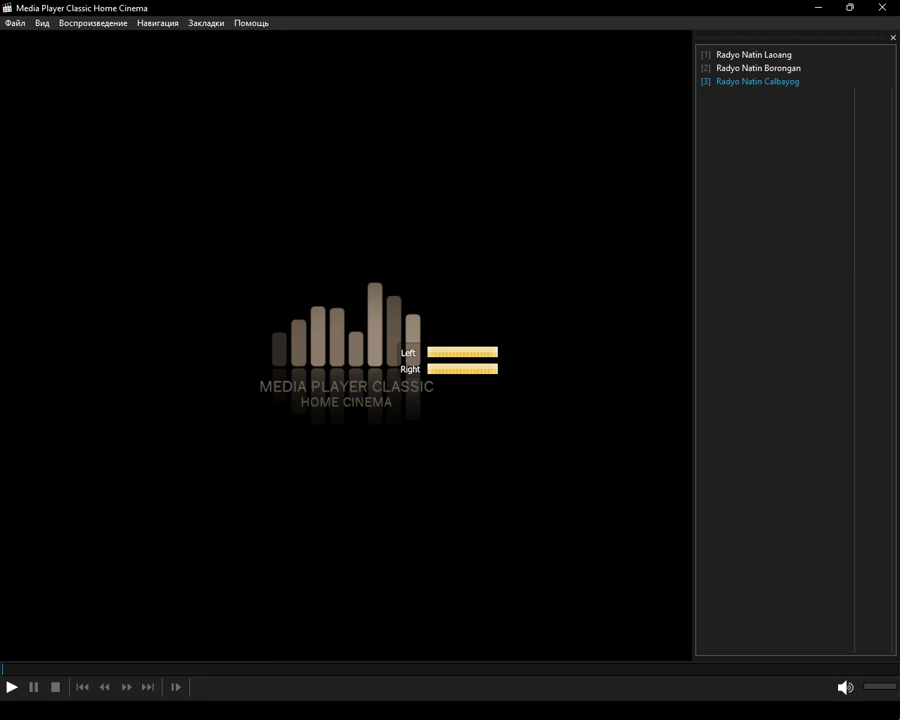 Media Player Classic Home Cinema
Файл Вид Воспроизведение Навигация Закладки Помощь
[1] Radyo Natin Laoang
[2] Radyo Natin Borongan
[3] Radyo Natin Calbayog
Left
Right
MEDIA PLAYER CLASSIC
HOME CINEMA